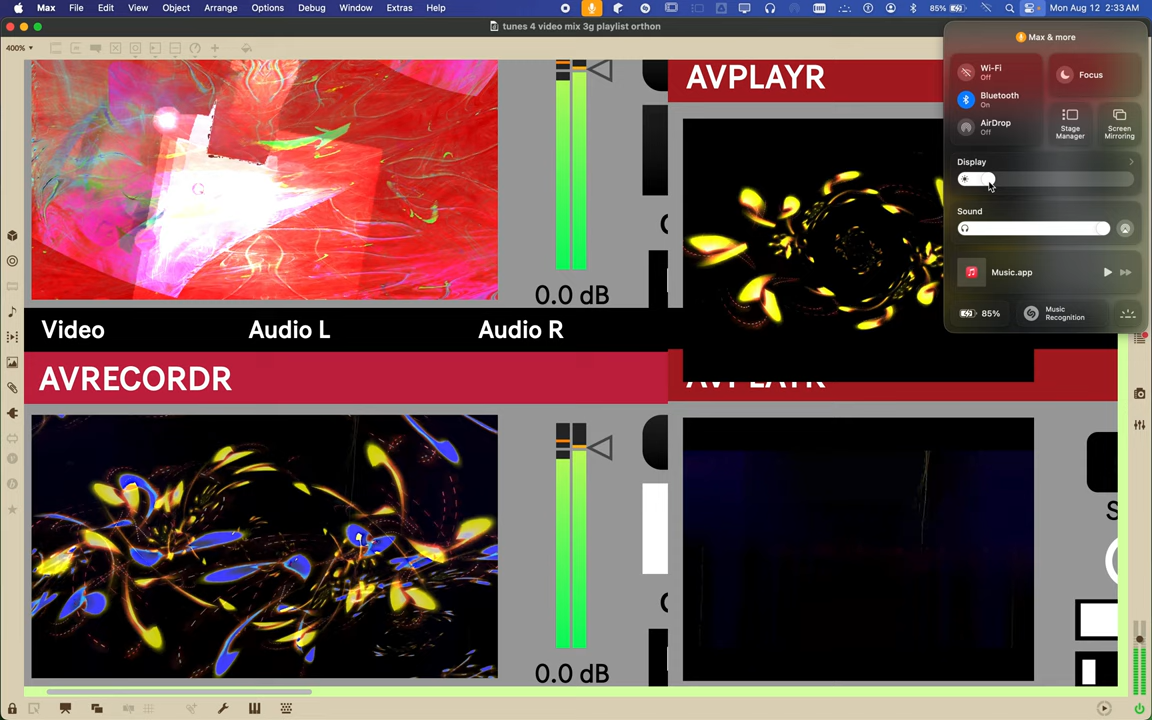 Max File Edit View Object Arrange Options Debug Window Extras Help 85% Mon Aug 12 2:33 AM
tunes 4 video mix 3g playlist orthon
400%
Max & more
Wi-Fi
Off
Focus
Bluetooth
On
AirDrop
Off
Stage
Manager
Screen
Mirroring
Display
Sound
Music.app
85%
Music
Recognition
AVPLAYR
0.0 dB
Video Audio L Audio R
AVRECORDR
AVPLAYR
0.0 dB